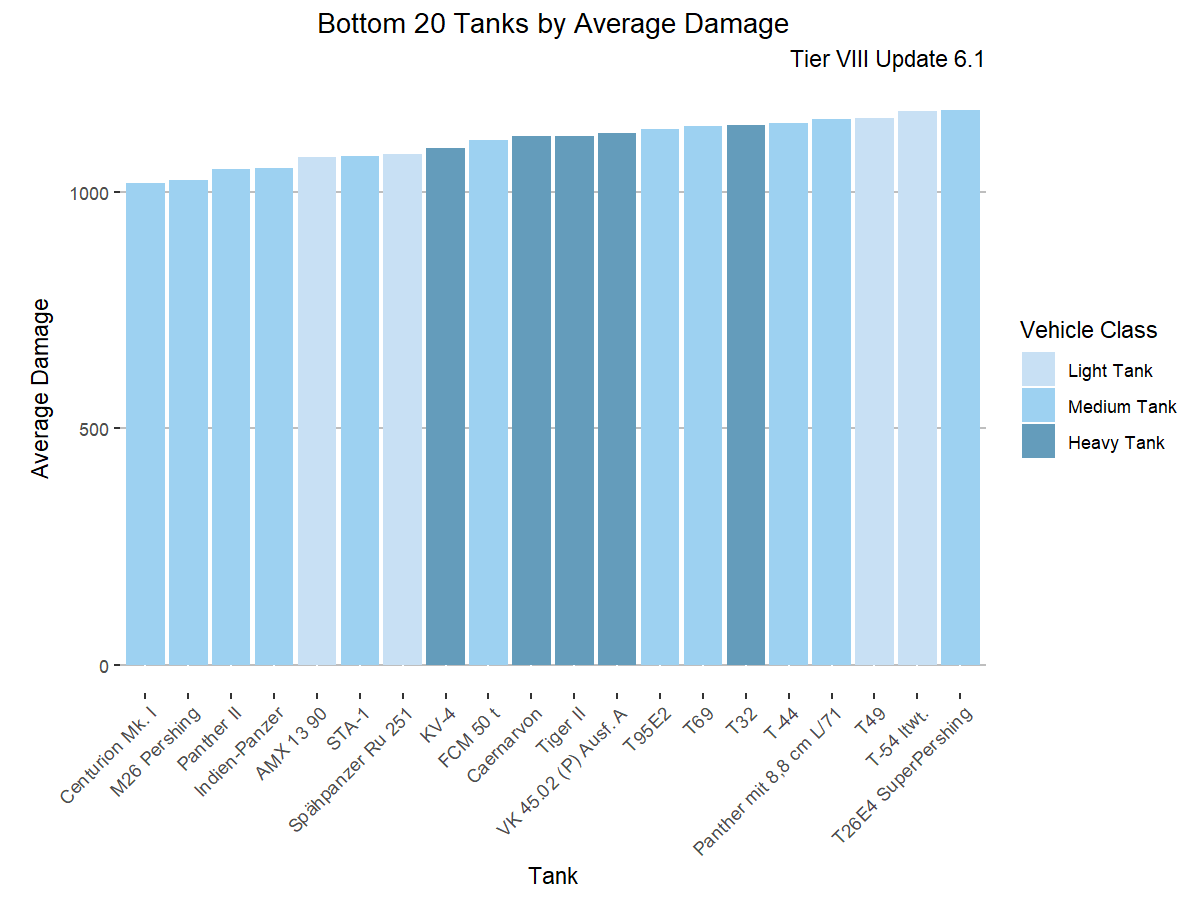 Bottom 20 Tanks by Average Damage
Tier VIII Update 6.1
Average Damage
1000
500
0
Centurion Mk. I
M26 Pershing
Panther II
Indien-Panzer
AMX 13 90
STA-1
Spähpanzer Ru 251
KV-4
FCM 50 t
Caernarvon
Tiger II
VK 45.02 (P) Ausf. A
T95E2
T69
T32
T-44
Panther mit 8,8 cm L/71
T49
T-54 ltwt.
T26E4 SuperPershing
Tank
Vehicle Class
Light Tank
Medium Tank
Heavy Tank